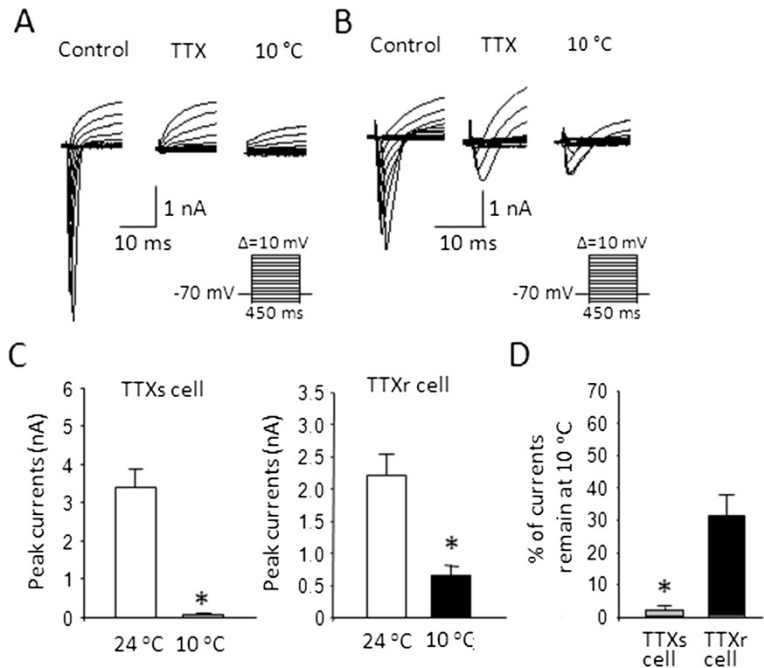 A
B
Control
TTX
10 °C
Control
TTX
10 °C
1 nA
10 ms
1 nA
10 ms
Δ=10 mV
-70 mV
450 ms
Δ=10 mV
-70 mV
450 ms
C
D
TTXs cell
Peak currents (nA)
6
5
4
3
2
1
0
*
24 °C
10 °C
TTXr cell
Peak currents (nA)
3.5
3.0
2.5
2.0
1.5
1.0
0.5
0
*
24 °C
10 °C
% of currents
remain at 10 °C
70
60
50
40
30
20
10
0
*
TTXs
cell
TTXr
cell